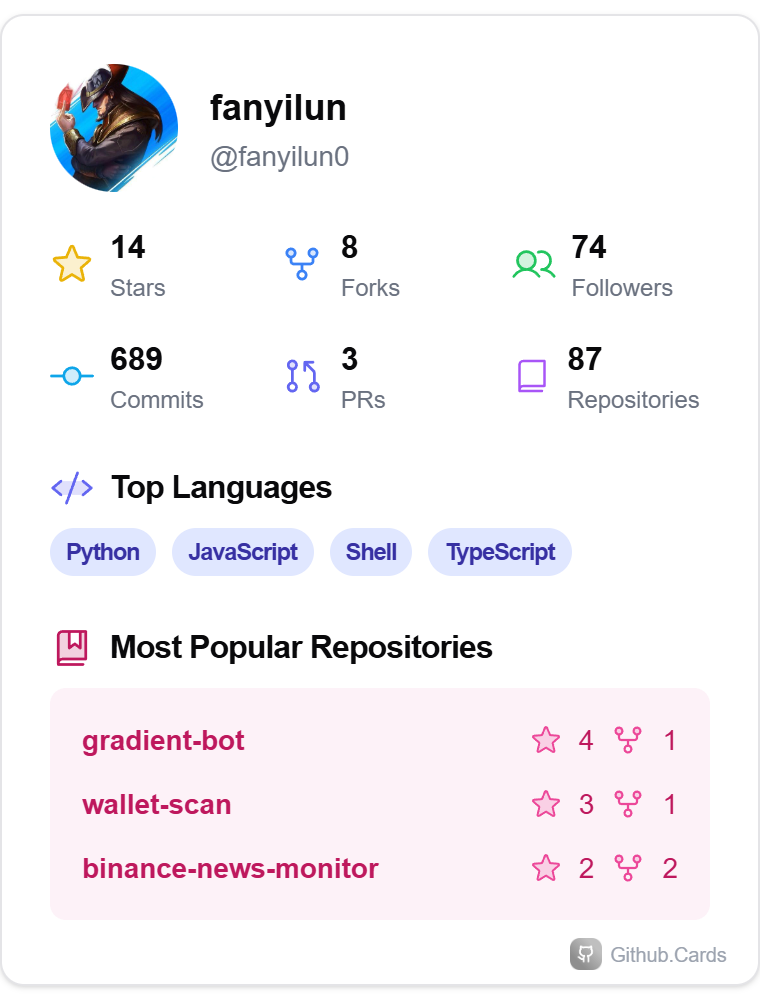 fanyilun
@fanyilun0
14
Stars
8
Forks
74
Followers
689
Commits
3
PRs
87
Repositories
Top Languages
Python JavaScript Shell TypeScript
Most Popular Repositories
gradient-bot 4 1
wallet-scan 3 1
binance-news-monitor 2 2
Github.Cards